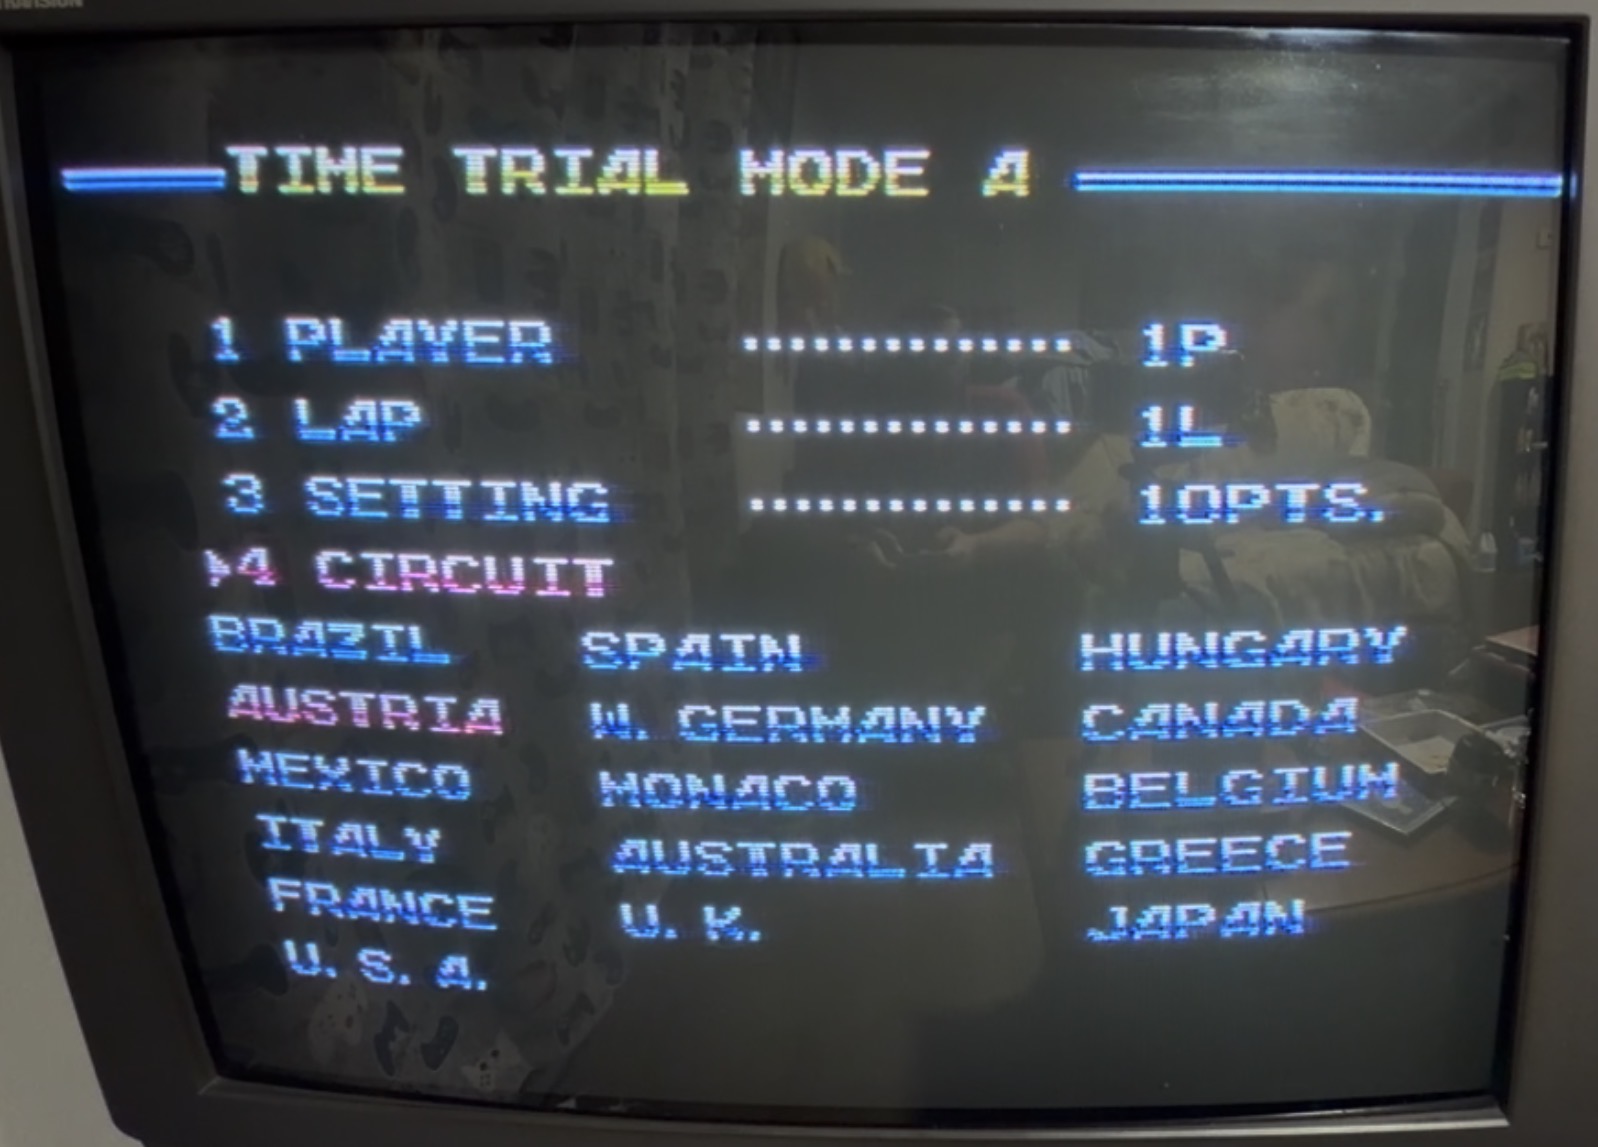 TIME TRIAL MODE A
1 PLAYER .............. 1P
2 LAP .............. 1L
3 SETTING .............. 10PTS.
▶4 CIRCUIT
BRAZIL SPAIN HUNGARY
AUSTRIA W. GERMANY CANADA
MEXICO MONACO BELGIUM
ITALY AUSTRALIA GREECE
FRANCE U. K. JAPAN
U. S. A.